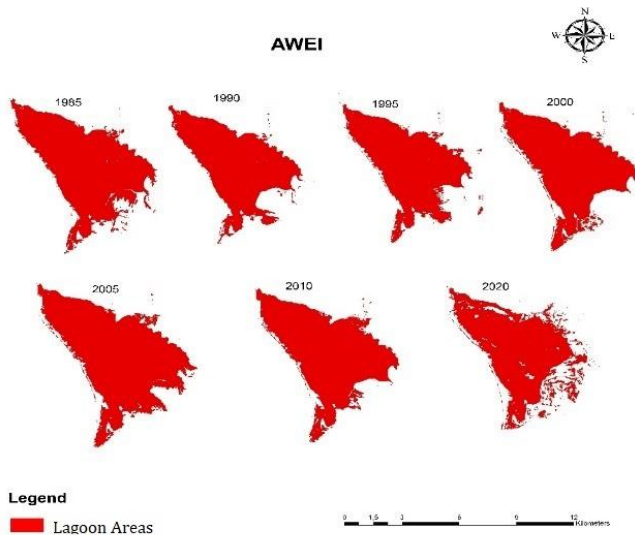 AWEI
N
W E
S
1985
1990
1995
2000
2005
2010
2020
Legend
Lagoon Areas
0 1,5 3 6 9 12
Kilometers